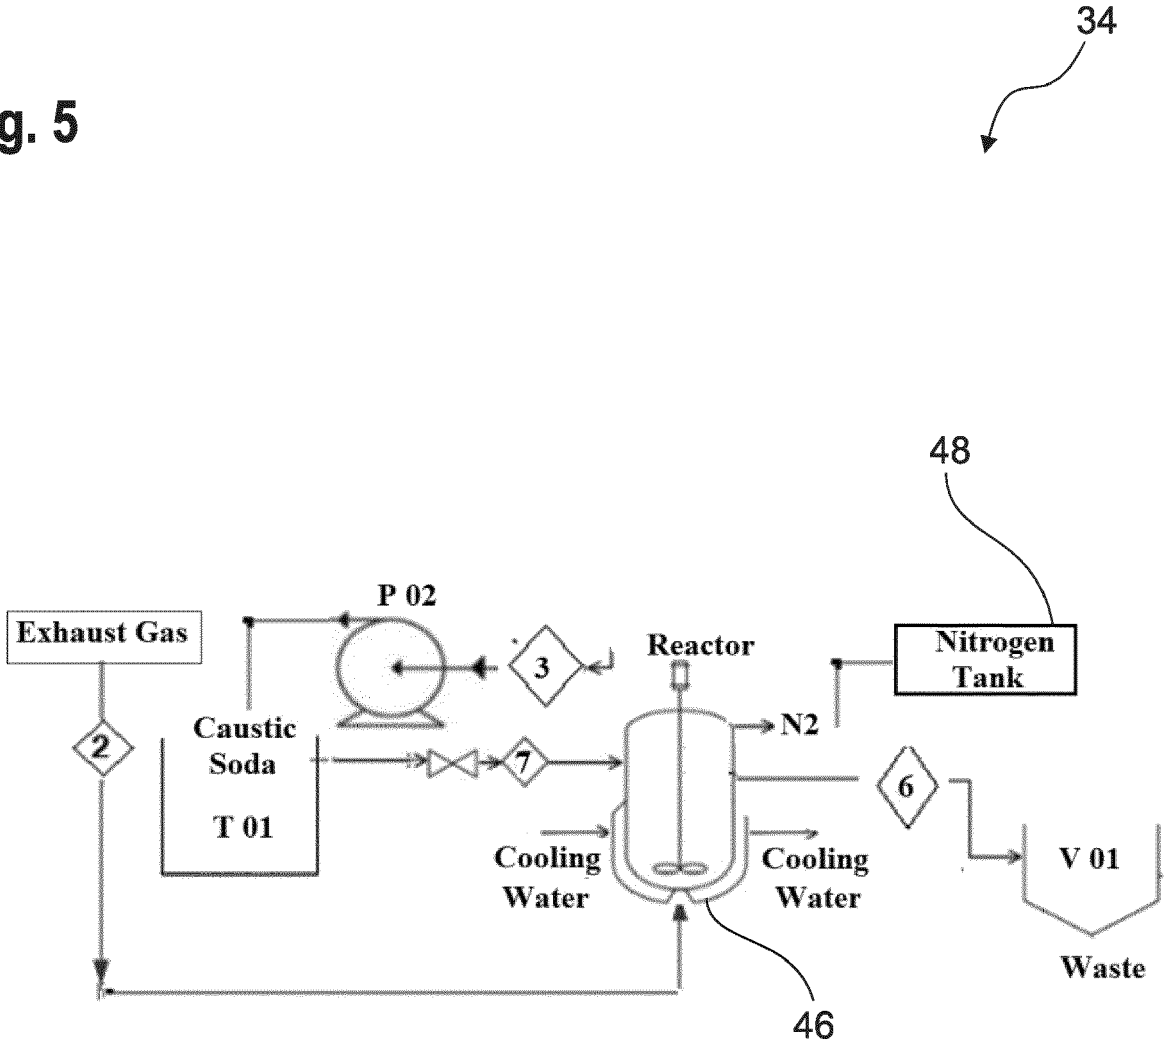 34
g. 5
48
P 02
Exhaust Gas
3
Reactor
Nitrogen
Tank
2
Caustic
Soda
N2
7
6
T 01
Cooling
Water
Cooling
Water
V 01
Waste
46